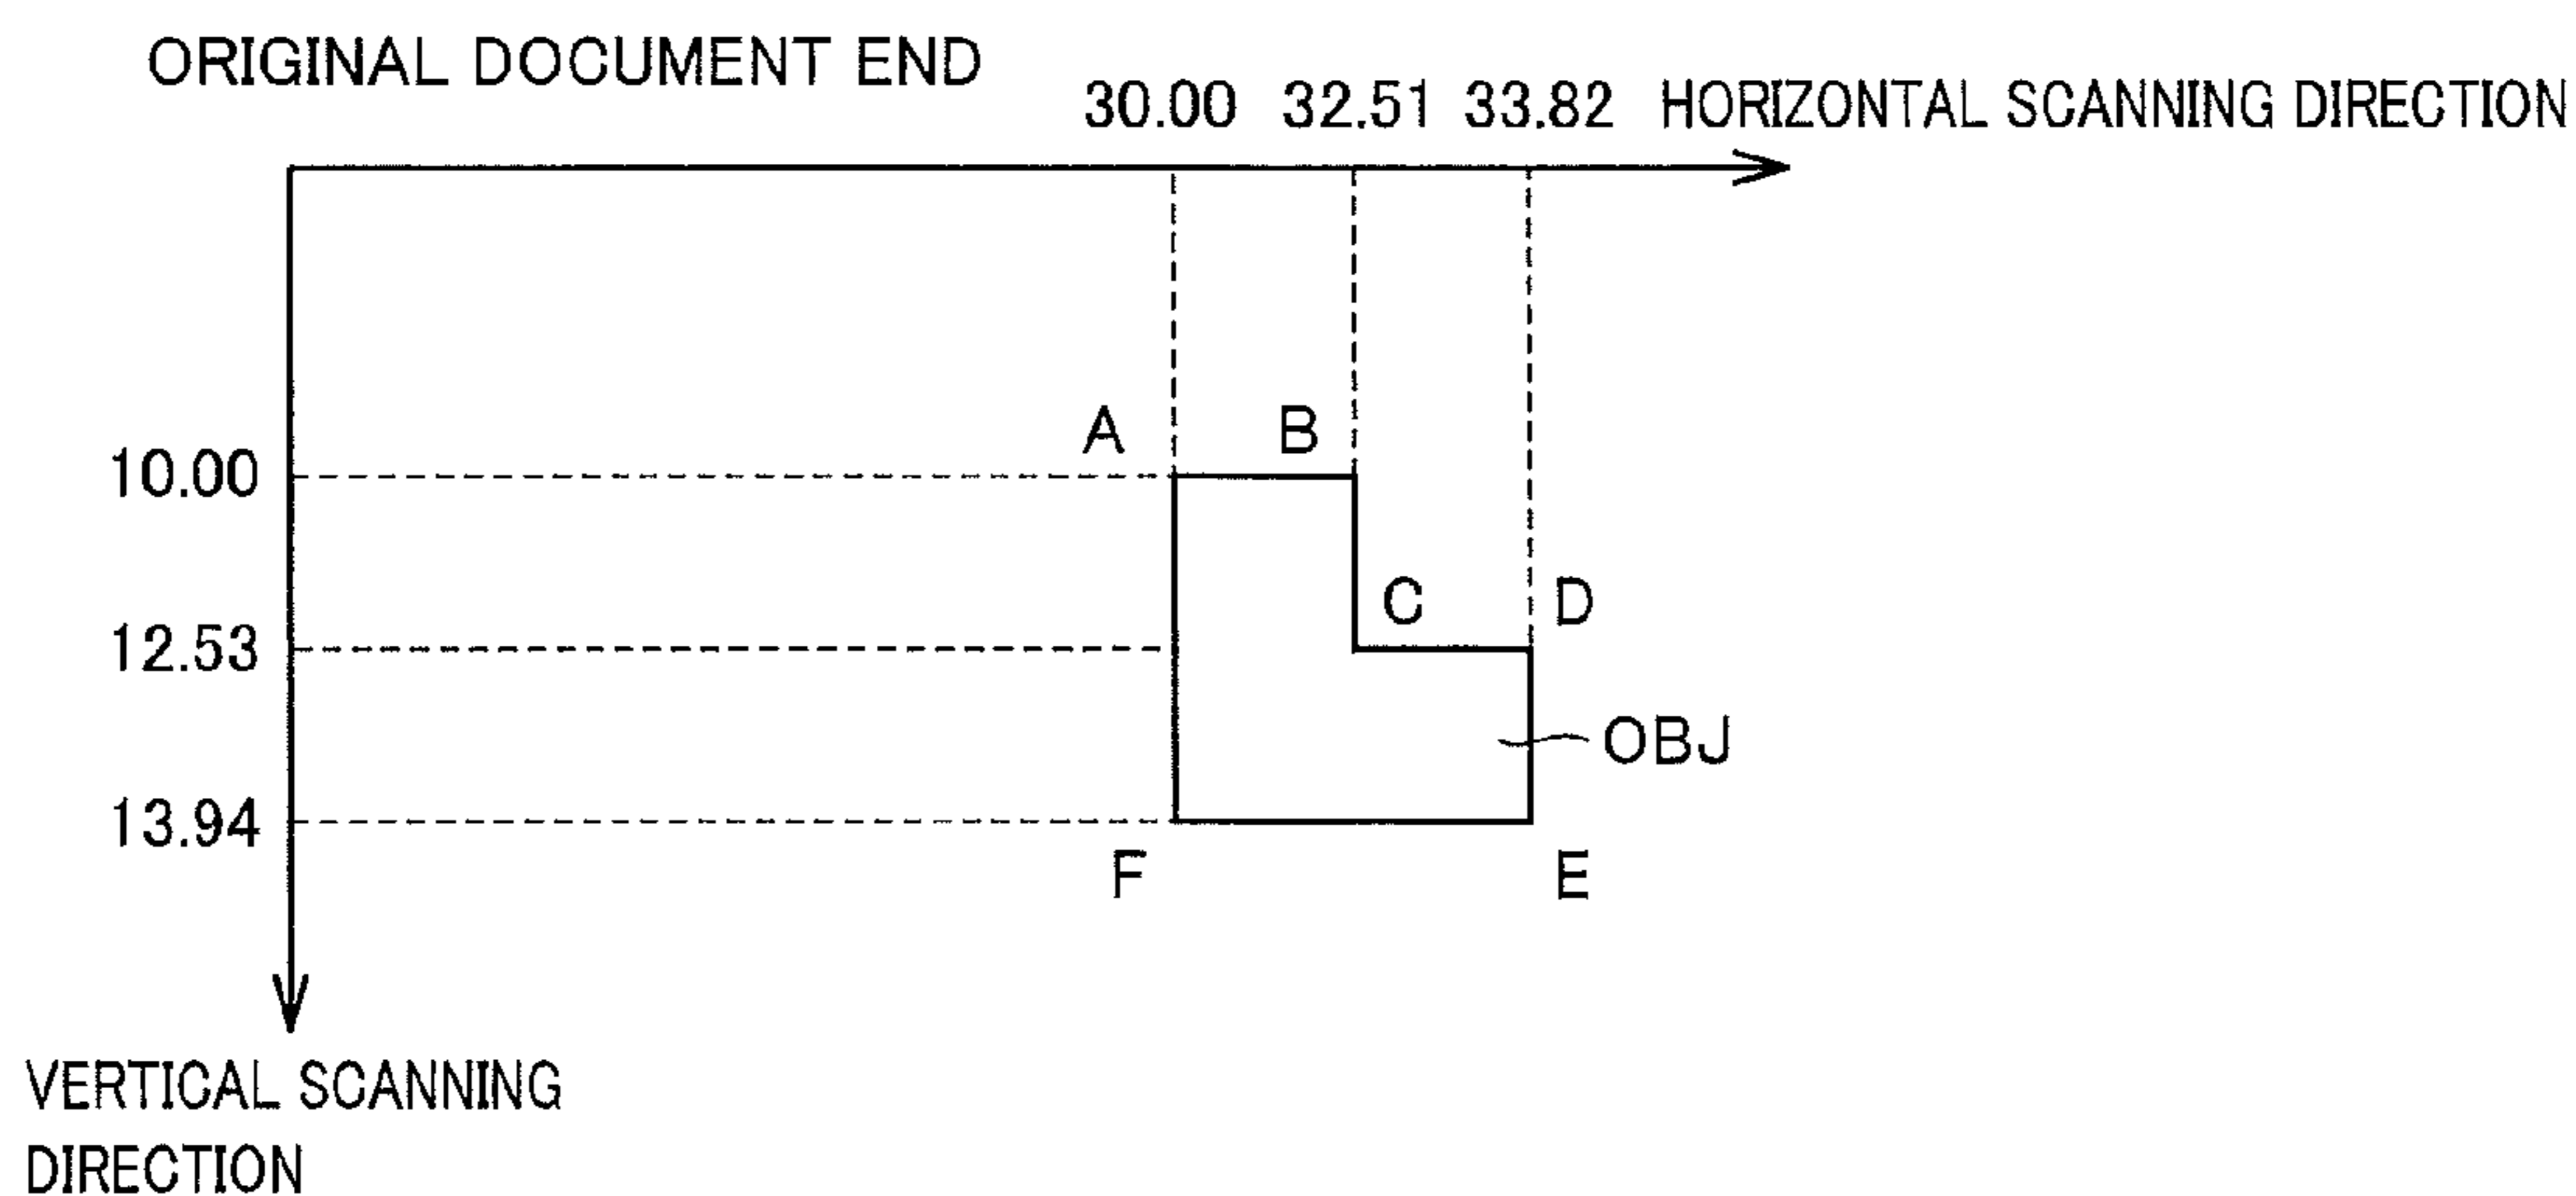 ORIGINAL DOCUMENT END
30.00 32.51 33.82 HORIZONTAL SCANNING DIRECTION
A B
10.00
C D
12.53
OBJ
13.94
F E
VERTICAL SCANNING
DIRECTION